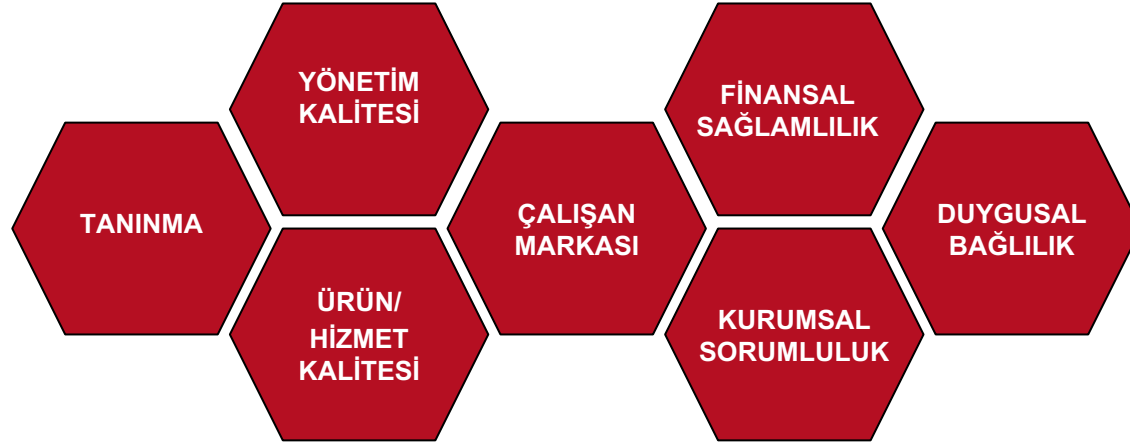 TANINMA
YÖNETİM
KALİTESİ
ÜRÜN/
HİZMET
KALİTESİ
ÇALIŞAN
MARKASI
FİNANSAL
SAĞLAMLILIK
KURUMSAL
SORUMLULUK
DUYGUSAL
BAĞLILIK